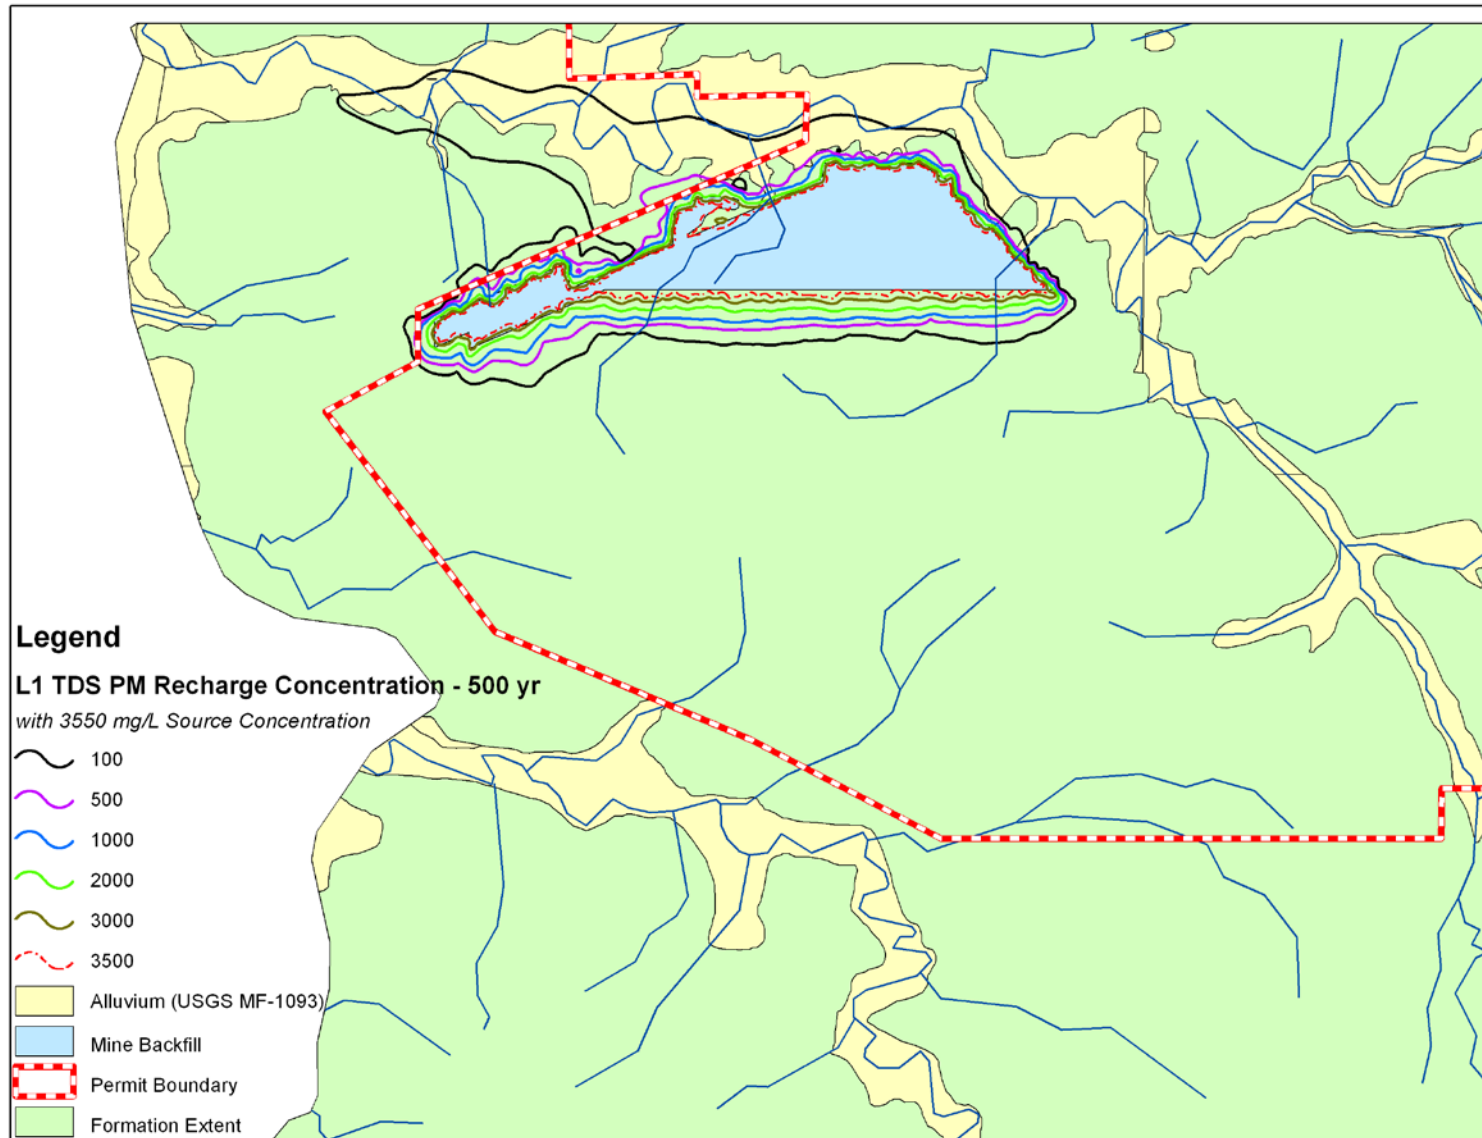 Legend
L1 TDS PM Recharge Concentration - 500 yr
with 3550 mg/L Source Concentration
100
500
1000
2000
3000
3500
Alluvium (USGS MF-1093)
Mine Backfill
Permit Boundary
Formation Extent